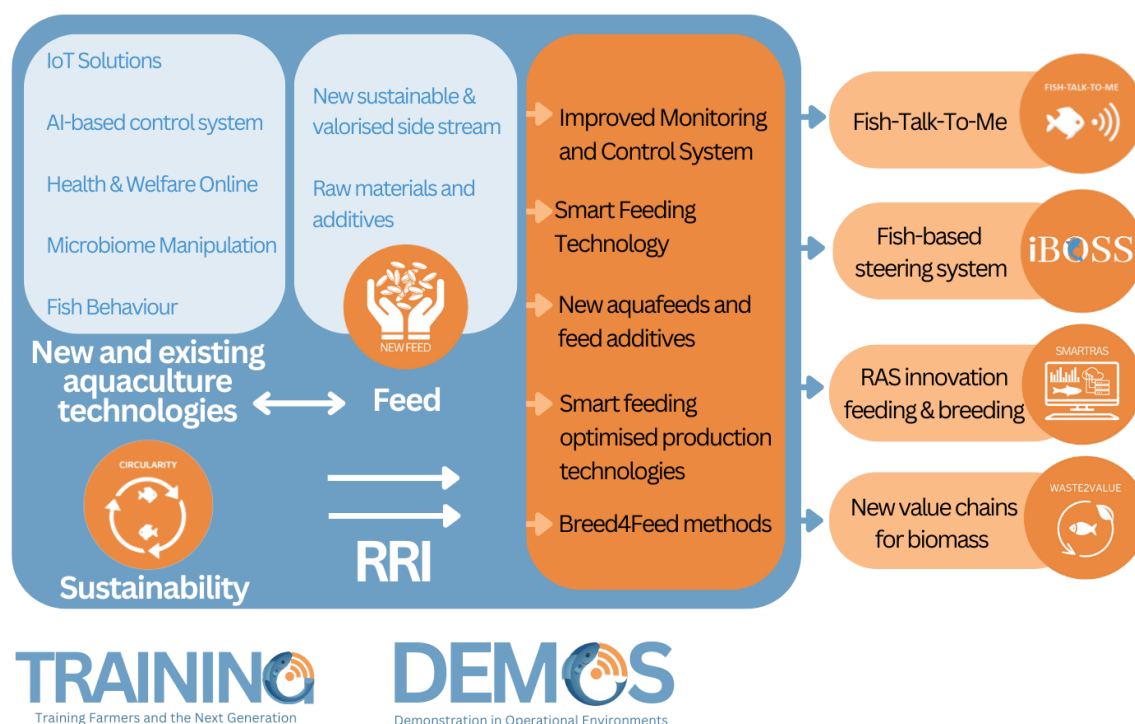 IoT Solutions
AI-based control system
Health & Welfare Online
Microbiome Manipulation
Fish Behaviour
New and existing
aquaculture
technologies
New sustainable &
valorised side stream
Raw materials and
additives
NEW FEED
Feed
CIRCULARITY
Sustainability
RRI
Improved Monitoring
and Control System
Smart Feeding
Technology
New aquafeeds and
feed additives
Smart feeding
optimised production
technologies
Breed4Feed methods
Fish-Talk-To-Me
FISH-TALK-TO-ME
Fish-based
steering system
iBOSS
RAS innovation
feeding & breeding
SMARTRAS
New value chains
for biomass
WASTE2VALUE
TRAINING
Training Farmers and the Next Generation
DEMOS
Demonstration in Operational Environments